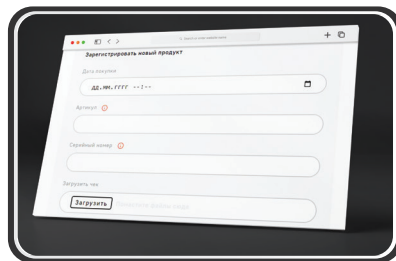 Зарегистрировать новый продукт
Дата покупки
ДД.ММ.ГГГГ --:--
Артикул
Серийный номер
Загрузить чек
Загрузить